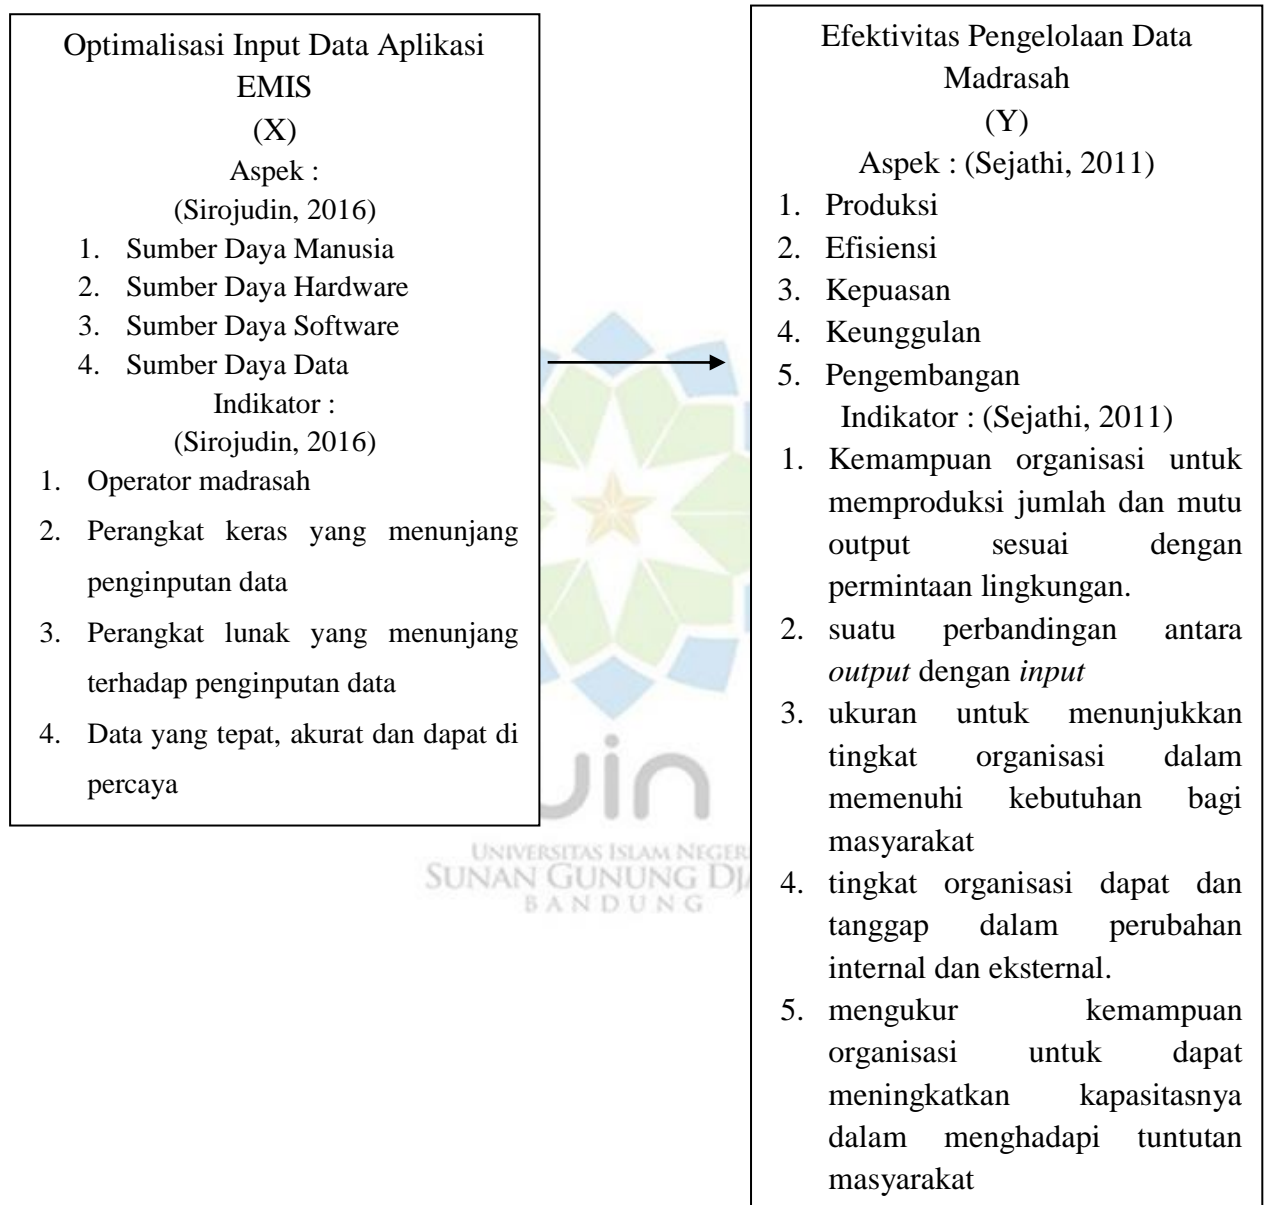 Optimalisasi Input Data Aplikasi
EMIS
(X)
Aspek :
(Sirojudin, 2016)
1. Sumber Daya Manusia
2. Sumber Daya Hardware
3. Sumber Daya Software
4. Sumber Daya Data
Indikator :
(Sirojudin, 2016)
1. Operator madrasah
2. Perangkat keras yang menunjang
penginputan data
3. Perangkat lunak yang menunjang
terhadap penginputan data
4. Data yang tepat, akurat dan dapat di
percaya
Efektivitas Pengelolaan Data
Madrasah
(Y)
Aspek : (Sejathi, 2011)
1. Produksi
2. Efisiensi
3. Kepuasan
4. Keunggulan
5. Pengembangan
Indikator : (Sejathi, 2011)
1. Kemampuan organisasi untuk
memproduksi jumlah dan mutu
output sesuai dengan
permintaan lingkungan.
2. suatu perbandingan antara
output dengan input
3. ukuran untuk menunjukkan
tingkat organisasi dalam
memenuhi kebutuhan bagi
masyarakat
4. tingkat organisasi dapat dan
tanggap dalam perubahan
internal dan eksternal.
5. mengukur kemampuan
organisasi untuk dapat
meningkatkan kapasitasnya
dalam menghadapi tuntutan
masyarakat
uin
UNIVERSITAS ISLAM
SUNAN GUNUNG
BANDUNG